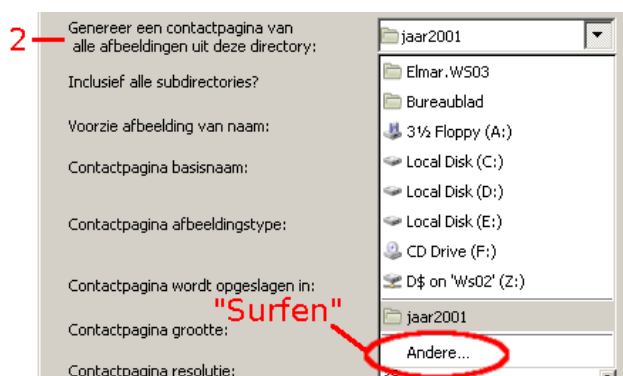 2
Genereer een contactpagina van
alle afbeeldingen uit deze directory:
jaar2001
Inclusief alle subdirectories?
Elmar.WS03
Bureaublad
Voorzie afbeelding van naam:
3½ Floppy (A:)
Contactpagina basisnaam:
Local Disk (C:)
Local Disk (D:)
Contactpagina afbeeldingstype:
Local Disk (E:)
CD Drive (F:)
Contactpagina wordt opgeslagen in:
D$ on 'Ws02' (Z:)
"Surfen"
jaar2001
Contactpagina grootte:
Andere...
Contactpagina resolutie: